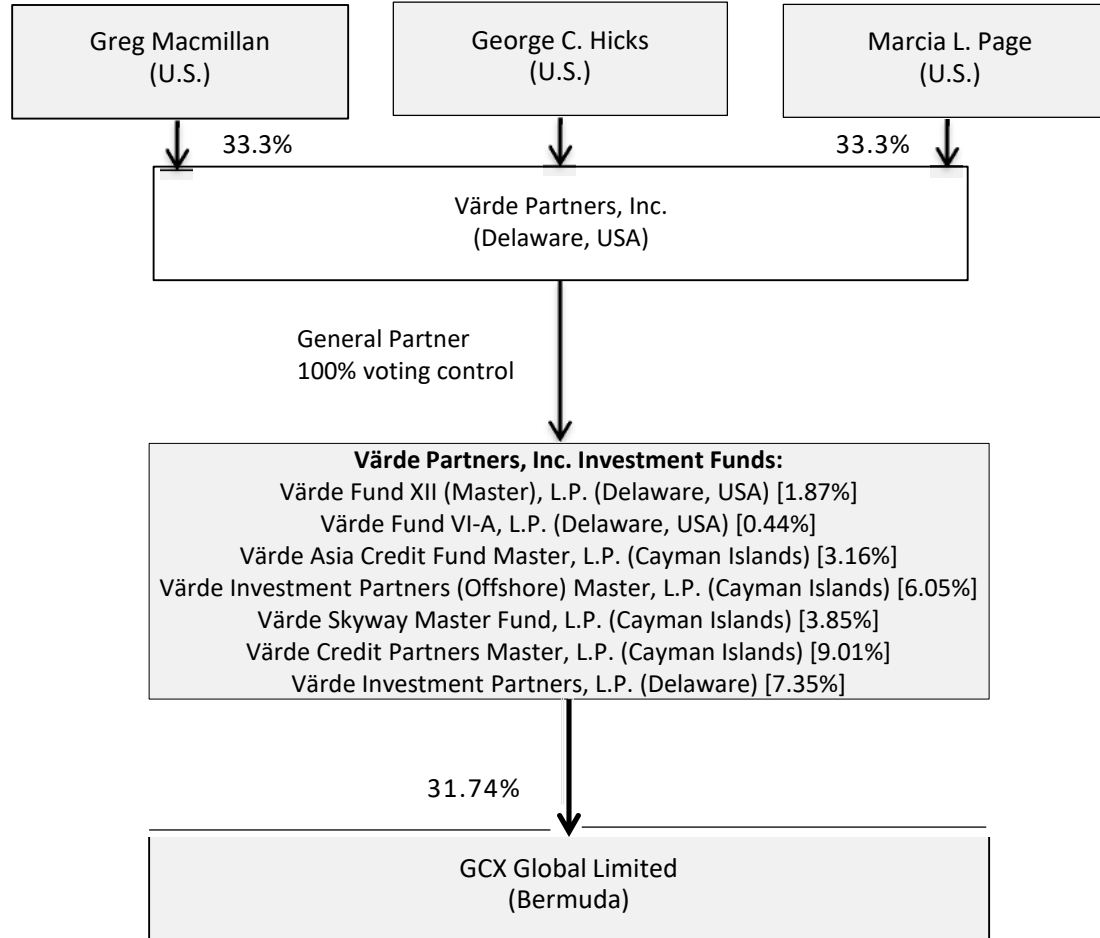 Greg Macmillan
(U.S.)
George C. Hicks
(U.S.)
Marcia L. Page
(U.S.)
33.3%
33.3%
Värde Partners, Inc.
(Delaware, USA)
General Partner
100% voting control
Värde Partners, Inc. Investment Funds:
Värde Fund XII (Master), L.P. (Delaware, USA) [1.87%]
Värde Fund VI-A, L.P. (Delaware, USA) [0.44%]
Värde Asia Credit Fund Master, L.P. (Cayman Islands) [3.16%]
Värde Investment Partners (Offshore) Master, L.P. (Cayman Islands) [6.05%]
Värde Skyway Master Fund, L.P. (Cayman Islands) [3.85%]
Värde Credit Partners Master, L.P. (Cayman Islands) [9.01%]
Värde Investment Partners, L.P. (Delaware) [7.35%]
31.74%
GCX Global Limited
(Bermuda)